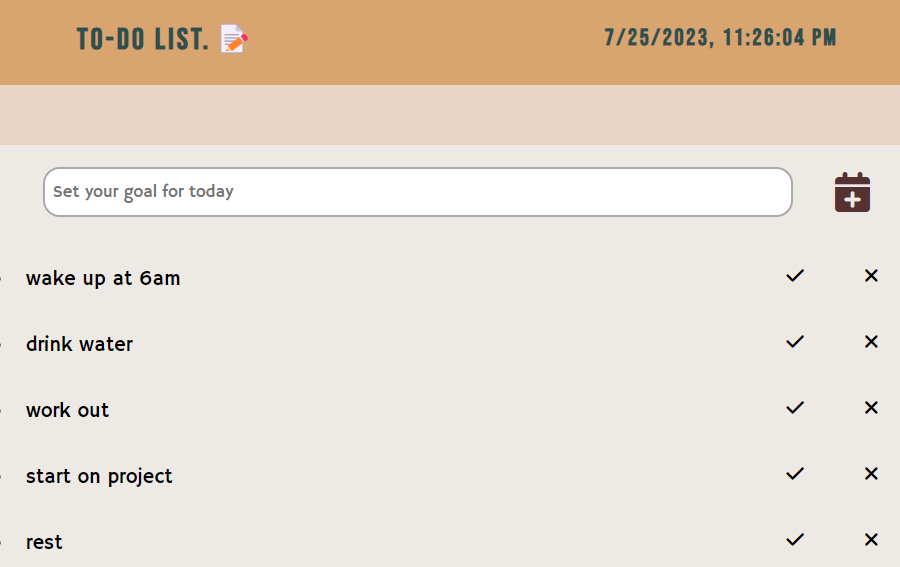 TO-DO LIST. 📝
7/25/2023, 11:26:04 PM
Set your goal for today
wake up at 6am
drink water
work out
start on project
rest